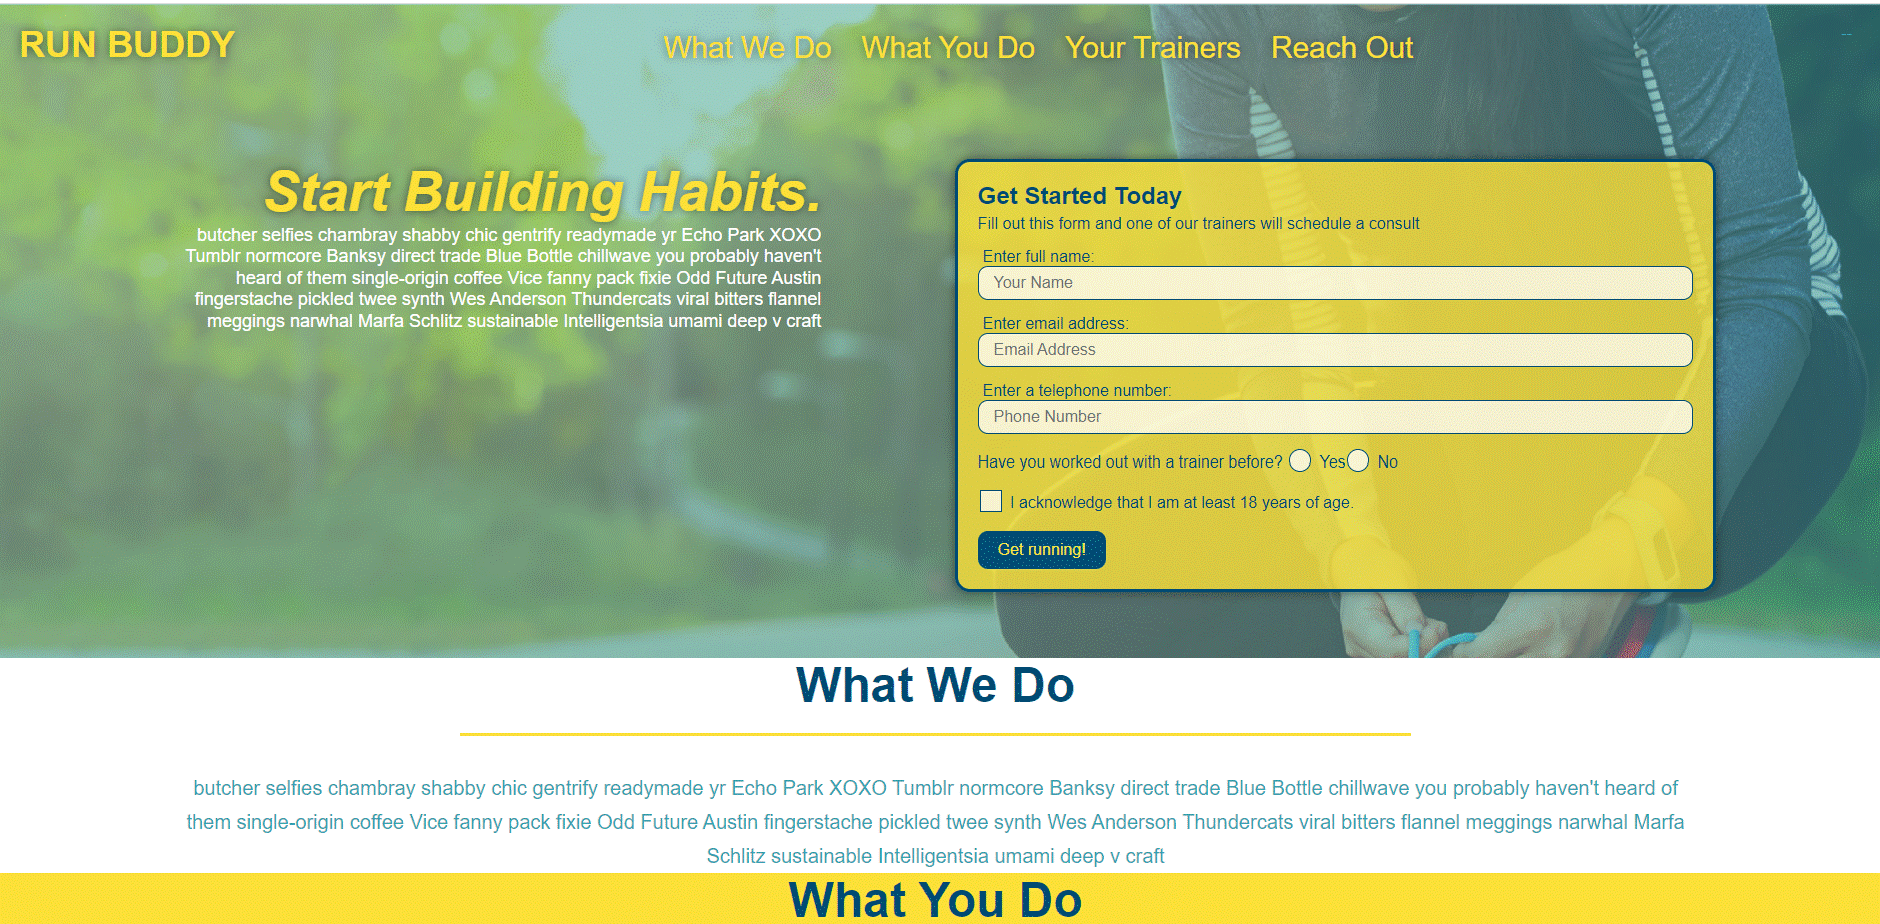 RUN BUDDY
What We Do
What You Do
Your Trainers
Reach Out
Start Building Habits.
butcher selfies chambray shabby chic gentrify readymade yr Echo Park XOXO
Tumblr normcore Banksy direct trade Blue Bottle chillwave you probably haven't
heard of them single-origin coffee Vice fanny pack fixie Odd Future Austin
fingerstache pickled twee synth Wes Anderson Thundercats viral bitters flannel
meggings narwhal Marfa Schlitz sustainable Intelligentsia umami deep v craft
Get Started Today
Fill out this form and one of our trainers will schedule a consult
Enter full name:
Your Name
Enter email address:
Email Address
Enter a telephone number:
Phone Number
Have you worked out with a trainer before? Yes No
I acknowledge that I am at least 18 years of age.
Get running!
What We Do
butcher selfies chambray shabby chic gentrify readymade yr Echo Park XOXO Tumblr normcore Banksy direct trade Blue Bottle chillwave you probably haven't heard of
them single-origin coffee Vice fanny pack fixie Odd Future Austin fingerstache pickled twee synth Wes Anderson Thundercats viral bitters flannel meggings narwhal Marfa
Schlitz sustainable Intelligentsia umami deep v craft
What You Do